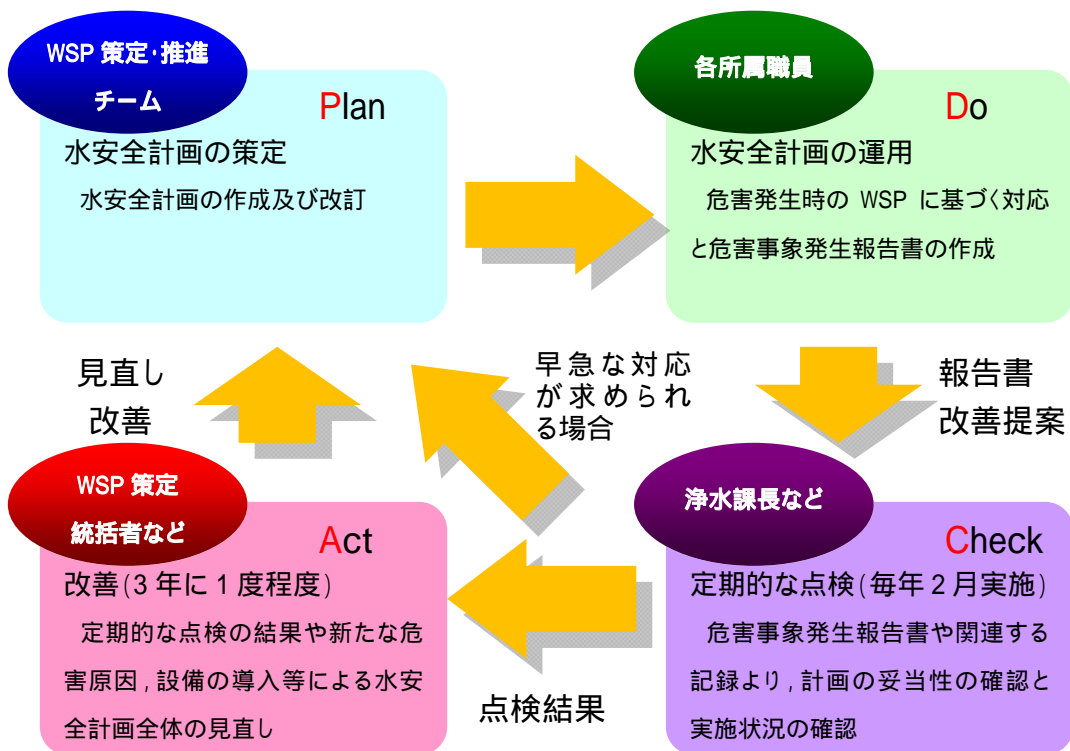 WSP 策定･推進
チーム
Plan
水安全計画の策定
水安全計画の作成及び改訂
各所属職員
Do
水安全計画の運用
危害発生時の WSP に基づく対応
と危害事象発生報告書の作成
見直し
改善
早急な対応
が求められ
る場合
報告書
改善提案
WSP 策定
統括者など
Act
改善(3 年に 1 度程度)
定期的な点検の結果や新たな危
害原因,設備の導入等による水安
全計画全体の見直し
点検結果
浄水課長など
Check
定期的な点検(毎年 2 月実施)
危害事象発生報告書や関連する
記録より,計画の妥当性の確認と
実施状況の確認